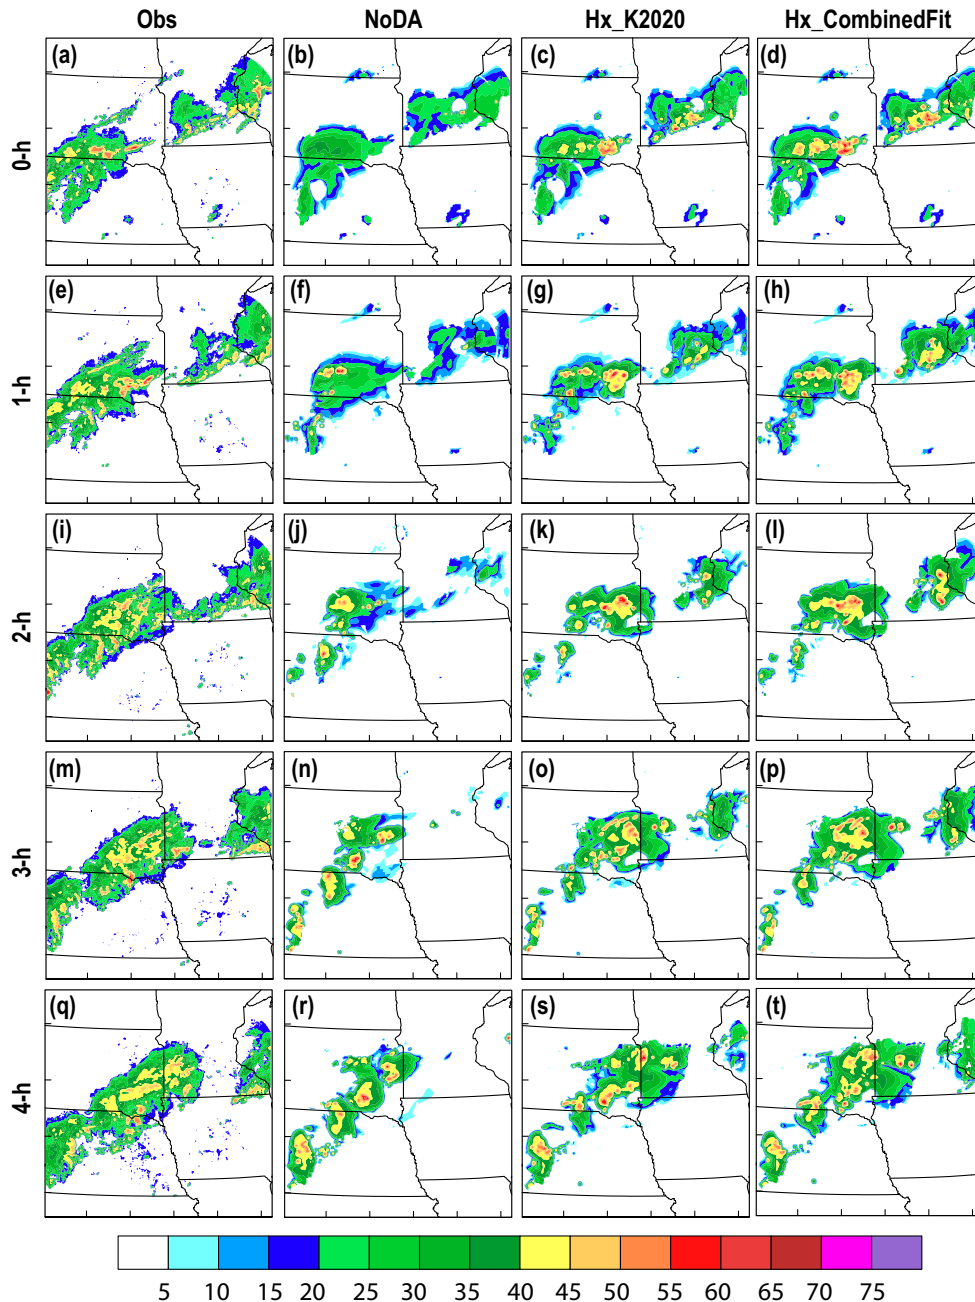 Obs NoDA Hx_K2020 Hx_CombinedFit
0-h (a) (b) (c) (d)
1-h (e) (f) (g) (h)
2-h (i) (j) (k) (l)
3-h (m) (n) (o) (p)
4-h (q) (r) (s) (t)
5 10 15 20 25 30 35 40 45 50 55 60 65 70 75